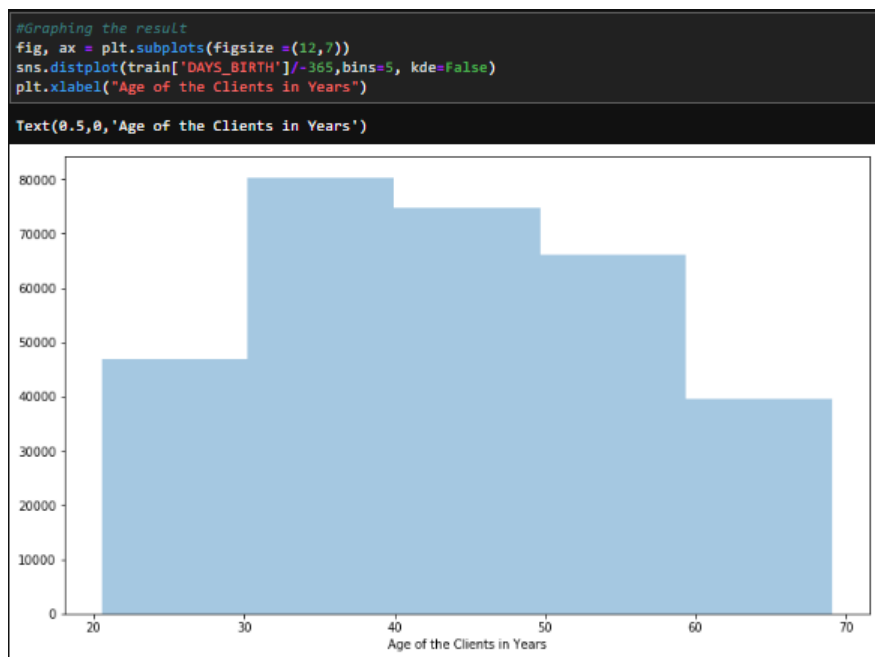 #Graphing the result
fig, ax = plt.subplots(figsize =(12,7))
sns.distplot(train['DAYS_BIRTH']/-365,bins=5, kde=False)
plt.xlabel("Age of the Clients in Years")
Text(0.5,0,'Age of the Clients in Years')
80000
70000
60000
50000
40000
30000
20000
10000
0
20 30 40 50 60 70
Age of the Clients in Years